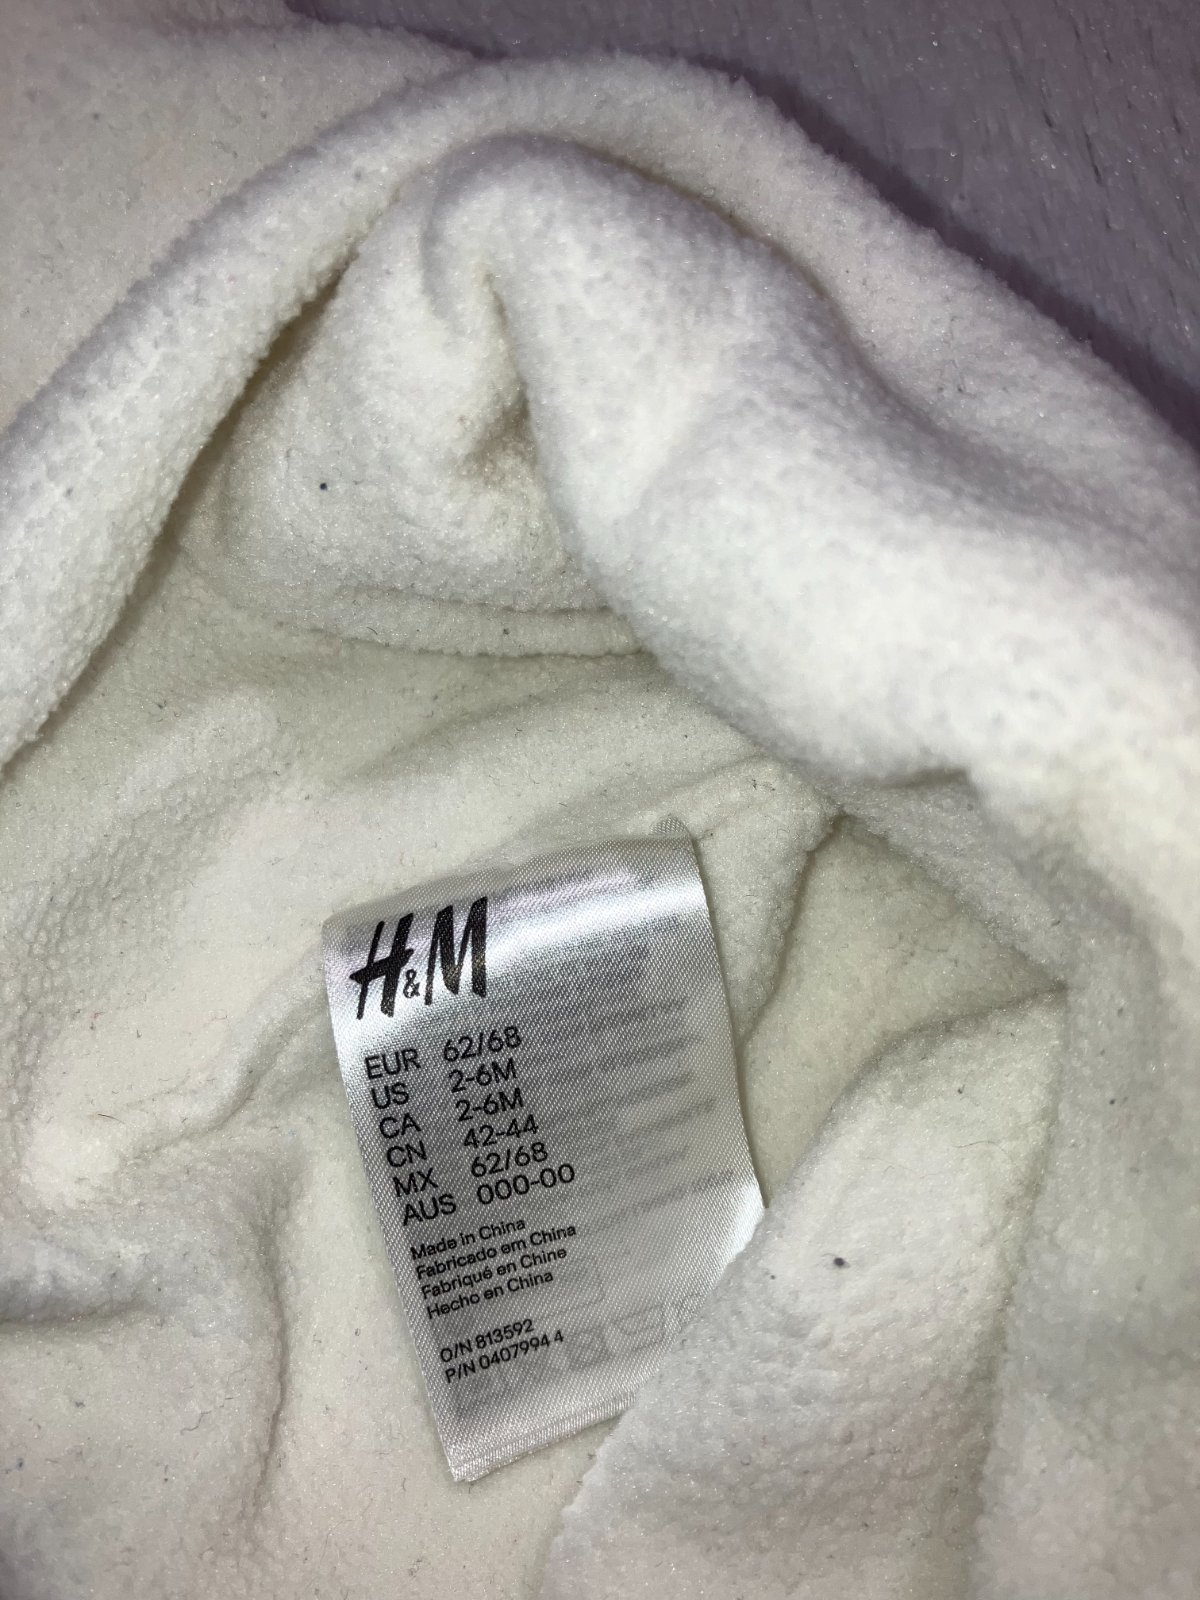 H&M
EUR 62/68
US 2-6M
CA 2-6M
CN 42-44
MX 62/68
AUS 000-00
Made in China
Fabricado em China
Fabriqué en Chine
Hecho en China
O/N 813592
P/N 0407994 4